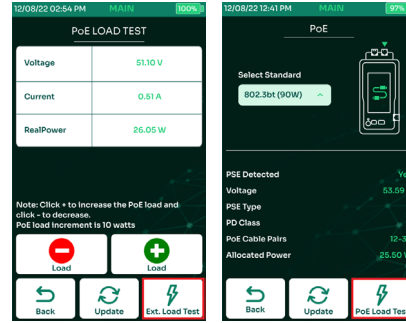 12/08/22 02:54 PM MAIN 100%
PoE LOAD TEST
Voltage 51.10 V
Current 0.51 A
RealPower 26.05 W
Note: Click + to increase the PoE load and
click - to decrease.
PoE load increment is 10 watts
Load Load
Back Update Ext. Load Test
12/08/22 12:41 PM MAIN 97%
PoE
Select Standard
802.3bt (90W)
PSE Detected
Voltage 53.59
PSE Type
PD Class
PoE Cable Pairs 12-3
Allocated Power 25.50
Back Update PoE Load Test